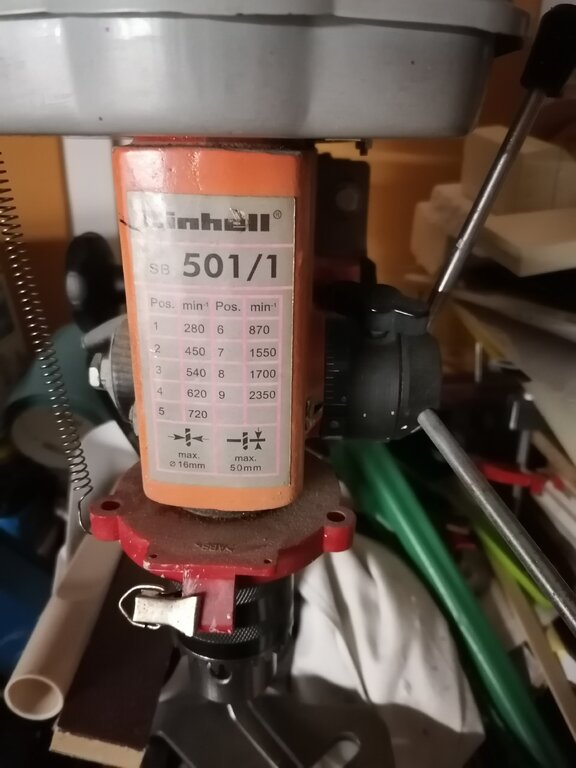 Einhell®
SB 501/1
Pos. min⁻¹ Pos. min⁻¹
1 280 6 870
2 450 7 1550
3 540 8 1700
4 620 9 2350
5 720
max. max.
⌀16mm 50mm